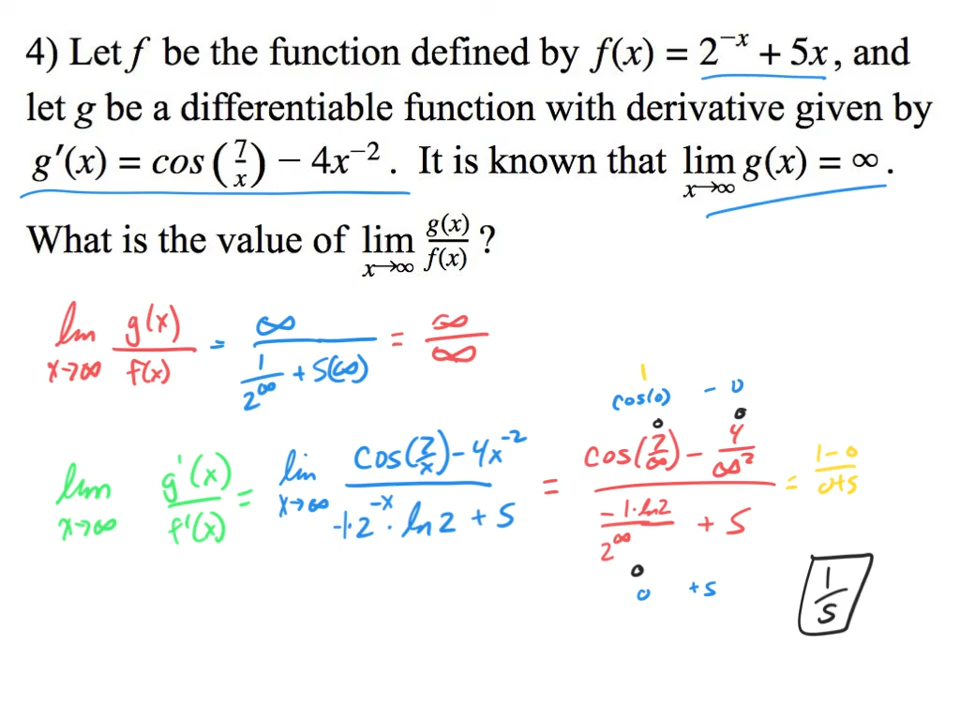 4) Let f be the function defined by f(x) = 2^{-x} + 5x, and
let g be a differentiable function with derivative given by
g'(x) = cos(7/x) − 4x^{-2}. It is known that lim_{x→∞} g(x) = ∞.
What is the value of lim_{x→∞} g(x)/f(x) ?
lim_{x→∞} g(x)/f(x) = ∞/(1/2^∞ + 5(∞)) = ∞/∞
1
cos(0) − 0
0 0
lim_{x→∞} g'(x)/f'(x) = lim_{x→∞} (cos(7/x) − 4x^{-2})/(-1·2^{-x}·ln2 + 5) = (cos(7/∞) − 4/∞²)/((-1·ln2)/2^∞ + 5) = (1−0)/(0+5)
0
0 +5
1/5